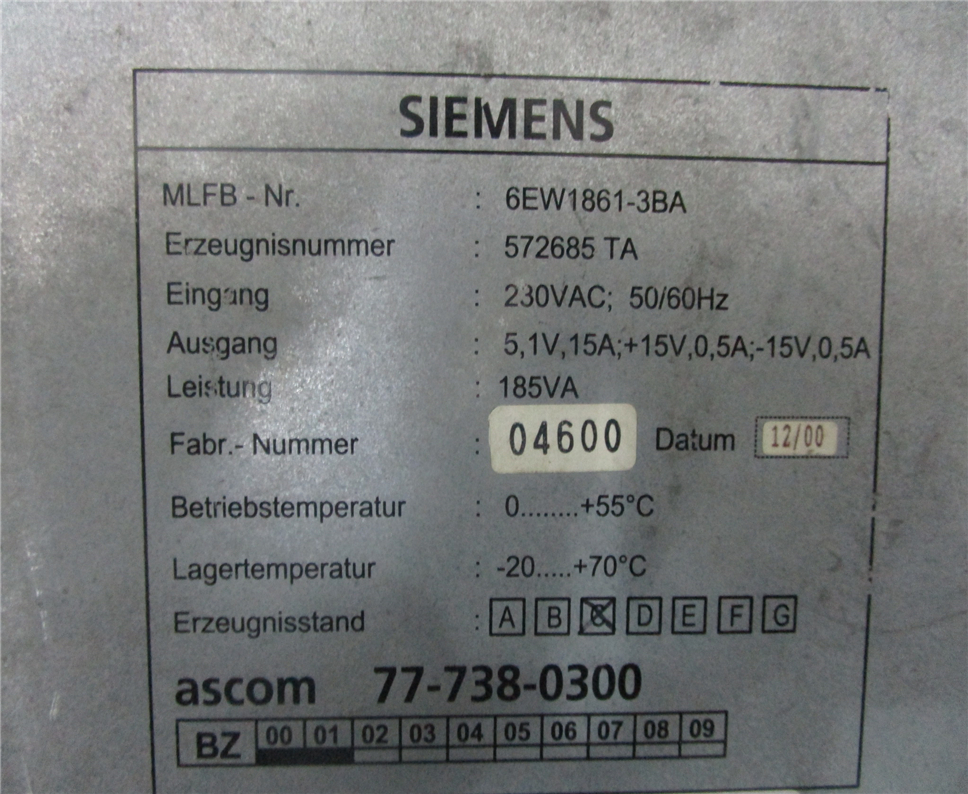 SIEMENS
MLFB - Nr. : 6EW1861-3BA
Erzeugnisnummer : 572685 TA
Eingang : 230VAC; 50/60Hz
Ausgang : 5,1V,15A;+15V,0,5A;-15V,0,5A
Leistung : 185VA
Fabr.- Nummer : 04600 Datum 12/00
Betriebstemperatur : 0........+55°C
Lagertemperatur : -20.....+70°C
Erzeugnisstand : A B C D E F G
ascom 77-738-0300
BZ 00 01 02 03 04 05 06 07 08 09